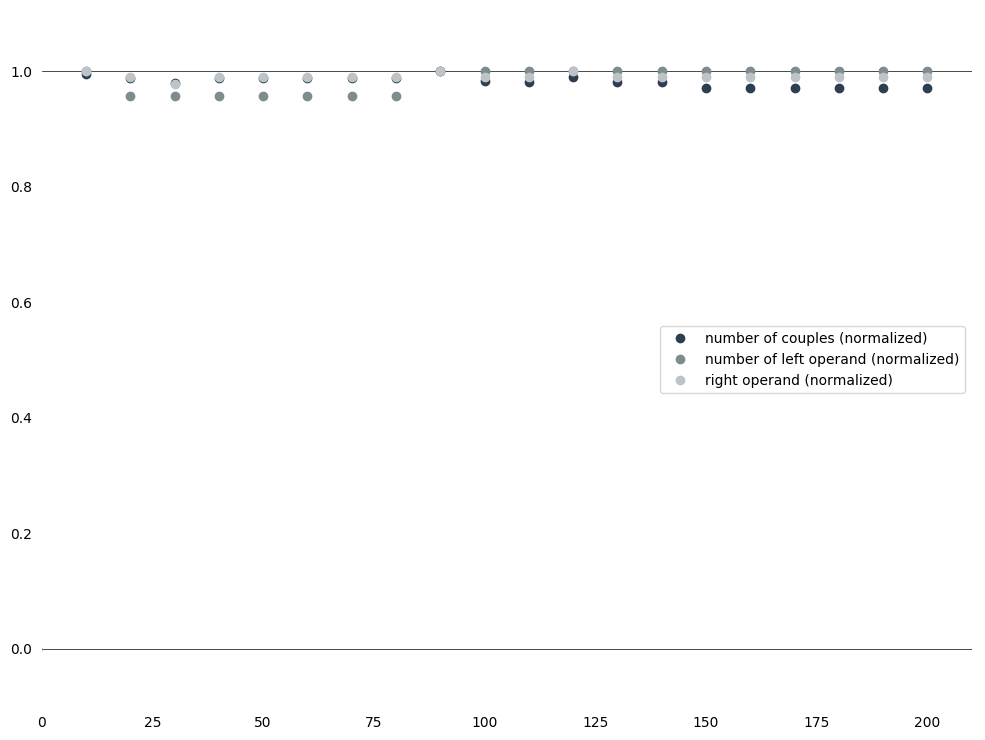 1.0
0.8
0.6
number of couples (normalized)
number of left operand (normalized)
right operand (normalized)
0.4
0.2
0.0
0 25 50 75 100 125 150 175 200